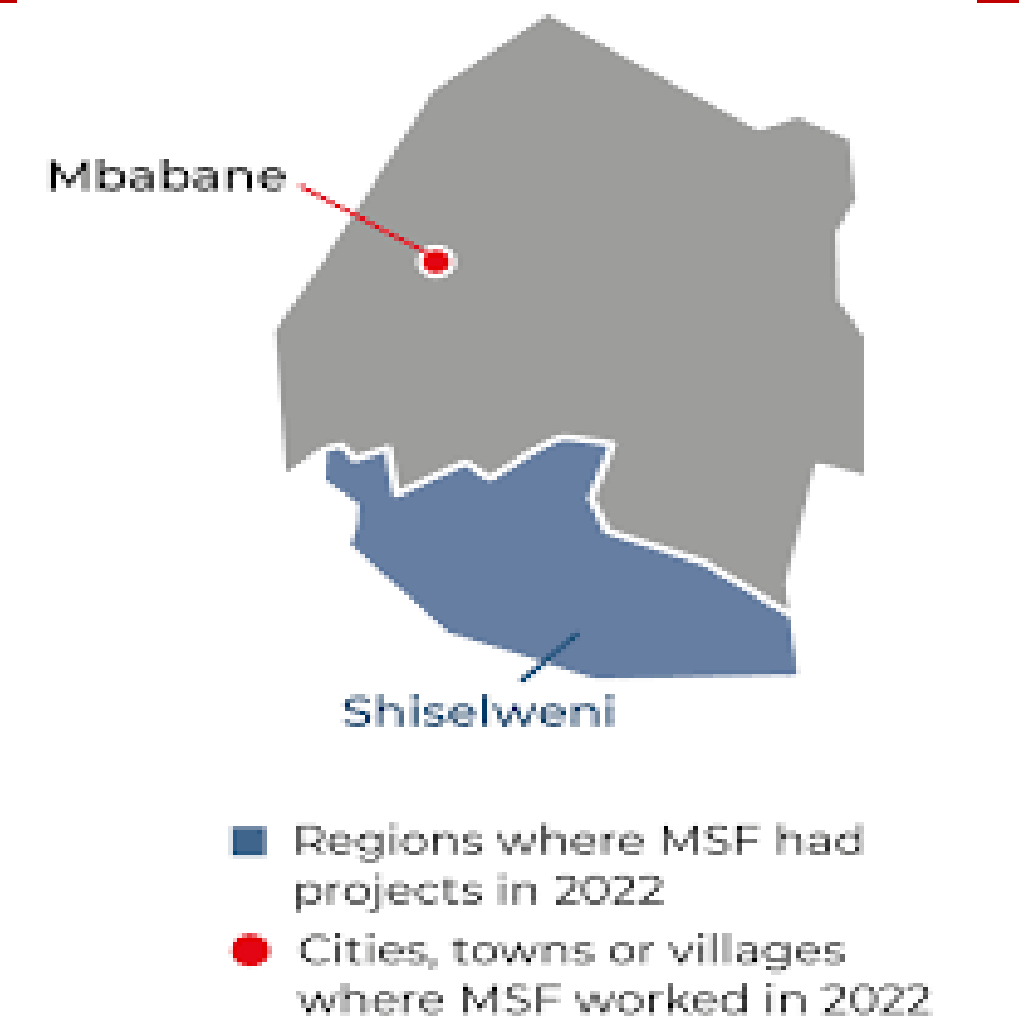 Mbabane
Shiselweni
Regions where MSF had
projects in 2022
Cities, towns or villages
where MSF worked in 2022